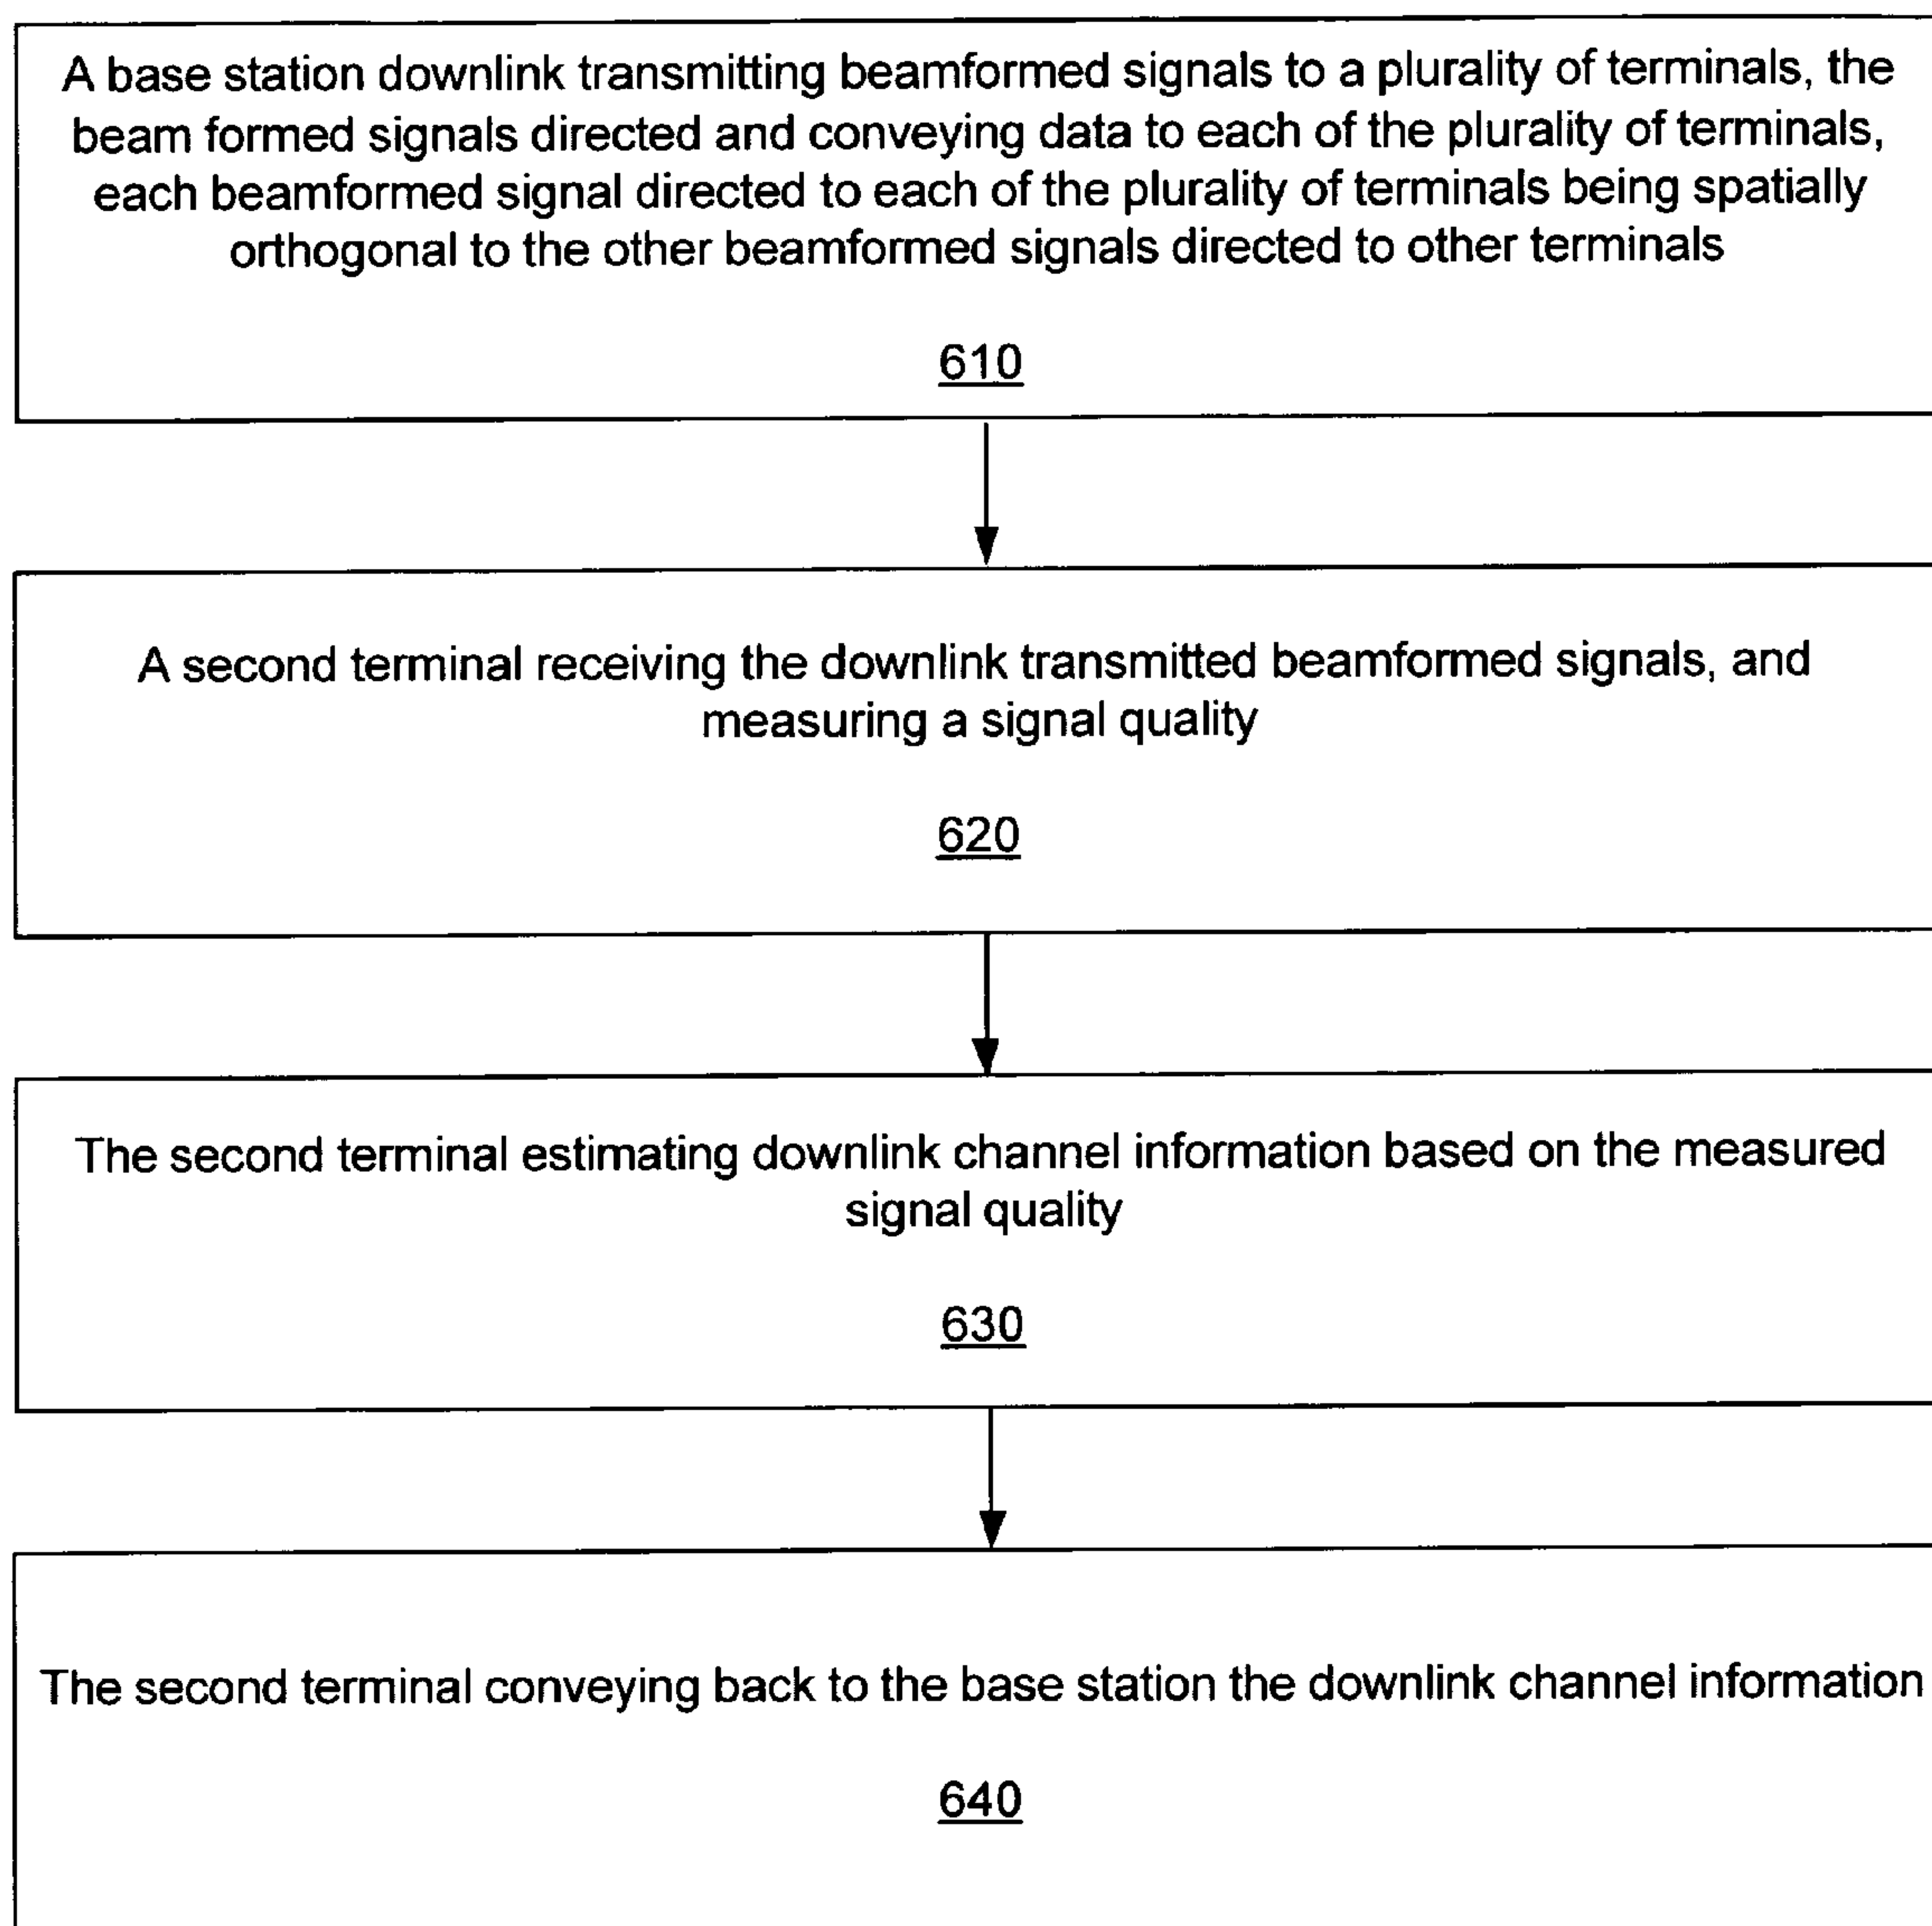 A base station downlink transmitting beamformed signals to a plurality of terminals, the
beam formed signals directed and conveying data to each of the plurality of terminals,
each beamformed signal directed to each of the plurality of terminals being spatially
orthogonal to the other beamformed signals directed to other terminals
610
A second terminal receiving the downlink transmitted beamformed signals, and
measuring a signal quality
620
The second terminal estimating downlink channel information based on the measured
signal quality
630
The second terminal conveying back to the base station the downlink channel information
640